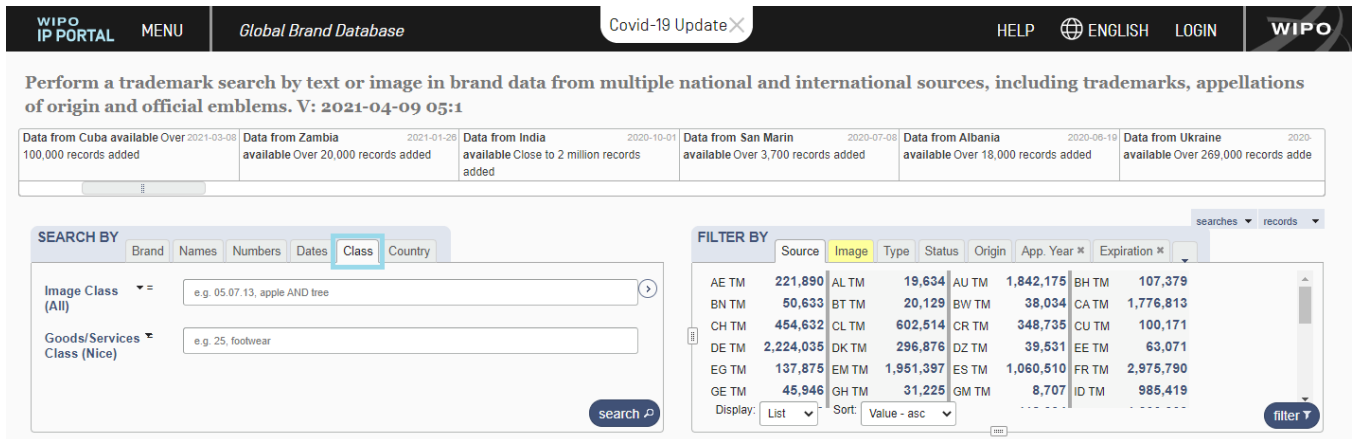 WIPO
IP PORTAL
MENU
Global Brand Database
Covid-19 Update
HELP
ENGLISH
LOGIN
WIPO
Perform a trademark search by text or image in brand data from multiple national and international sources, including trademarks, appellations
of origin and official emblems. V: 2021-04-09 05:1
Data from Cuba available Over 2021-03-08
100,000 records added
Data from Zambia 2021-01-26
available Over 20,000 records added
Data from India 2020-10-01
available Close to 2 million records
added
Data from San Marin 2020-07-08
available Over 3,700 records added
Data from Albania 2020-06-19
available Over 18,000 records added
Data from Ukraine 2020-
available Over 269,000 records adde
searches records
SEARCH BY
Brand Names Numbers Dates Class Country
Image Class =
(All)
e.g. 05.07.13, apple AND tree
Goods/Services
Class (Nice)
e.g. 25, footwear
search
FILTER BY
Source Image Type Status Origin App. Year Expiration
AE TM 221,890 AL TM 19,634 AU TM 1,842,175 BH TM 107,379
BN TM 50,633 BT TM 20,129 BW TM 38,034 CA TM 1,776,813
CH TM 454,632 CL TM 602,514 CR TM 348,735 CU TM 100,171
DE TM 2,224,035 DK TM 296,876 DZ TM 39,531 EE TM 63,071
EG TM 137,875 EM TM 1,951,397 ES TM 1,060,510 FR TM 2,975,790
GE TM 45,946 GH TM 31,225 GM TM 8,707 ID TM 985,419
Display: List Sort: Value - asc
filter